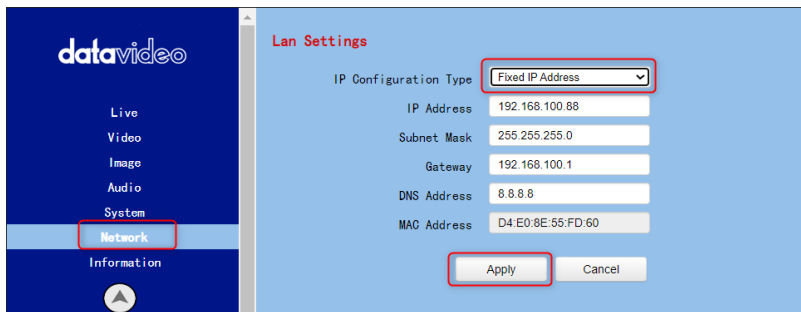 datavideo
Live
Video
Image
Audio
System
Network
Information
Lan Settings
IP Configuration Type Fixed IP Address
IP Address 192.168.100.88
Subnet Mask 255.255.255.0
Gateway 192.168.100.1
DNS Address 8.8.8.8
MAC Address D4:E0:8E:55:FD:60
Apply Cancel